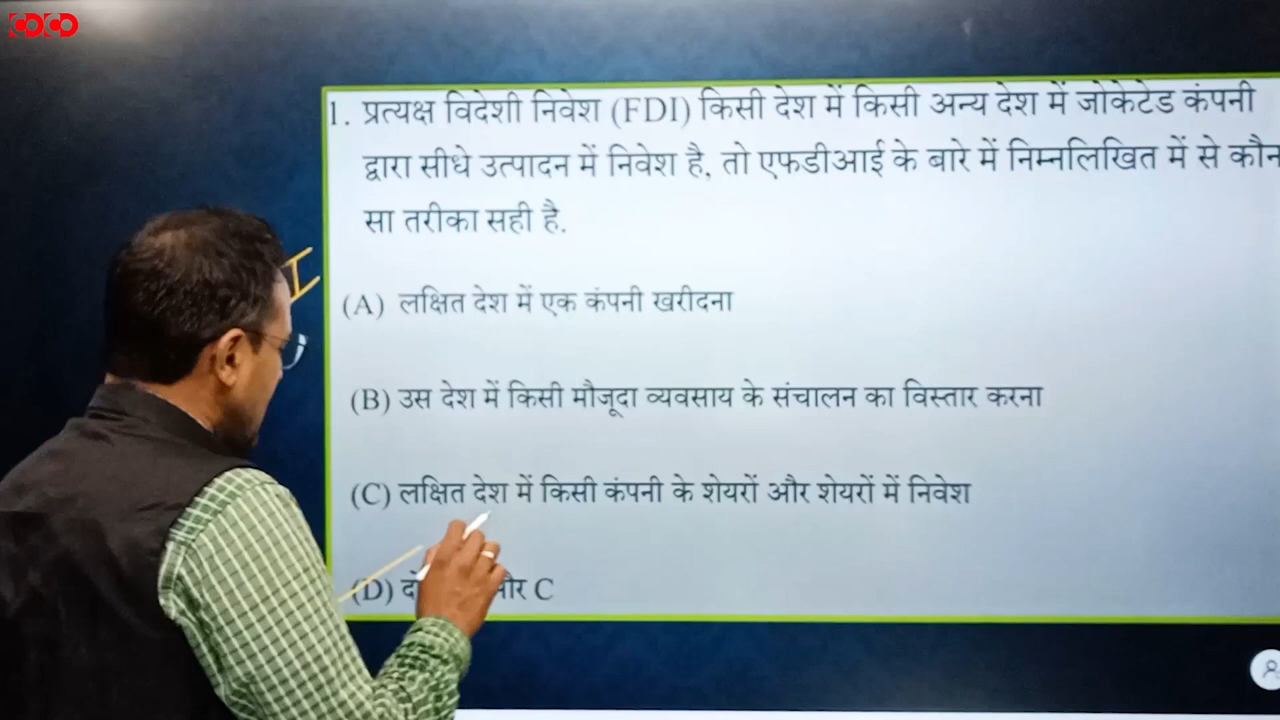 COCO
1. प्रत्यक्ष विदेशी निवेश (FDI) किसी देश में किसी अन्य देश में जोकेटेड कंपनी
द्वारा सीधे उत्पादन में निवेश है, तो एफडीआई के बारे में निम्नलिखित में से कौन
सा तरीका सही है.
(A) लक्षित देश में एक कंपनी खरीदना
(B) उस देश में किसी मौजूदा व्यवसाय के संचालन का विस्तार करना
(C) लक्षित देश में किसी कंपनी के शेयरों और शेयरों में निवेश
(D) C